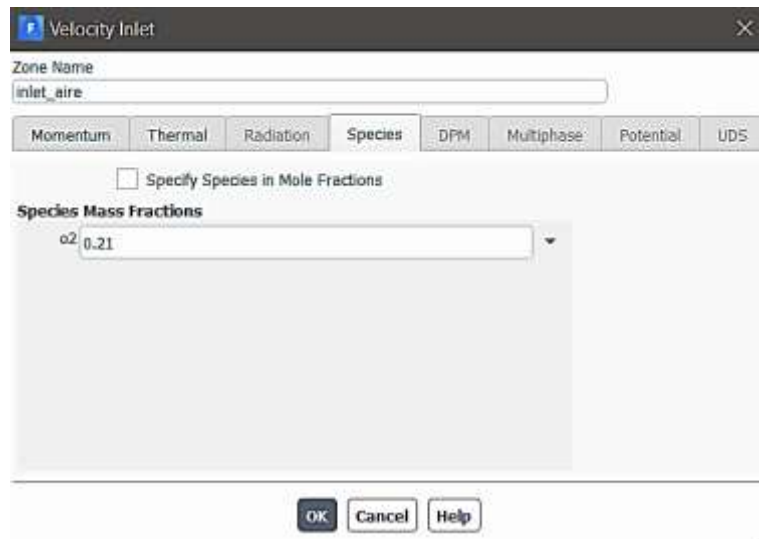 F Velocity Inlet
Zone Name
inlet_aire
Momentum Thermal Radiation Species DPM Multiphase Potential UDS
Specify Species in Mole Fractions
Species Mass Fractions
o2 0.21
OK Cancel Help